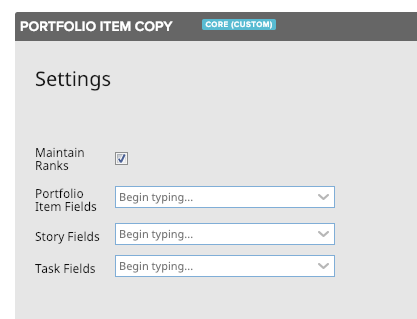 PORTFOLIO ITEM COPY CORE (CUSTOM)
Settings
Maintain
Ranks
Portfolio
Item Fields
Begin typing...
Story Fields
Begin typing...
Task Fields
Begin typing...